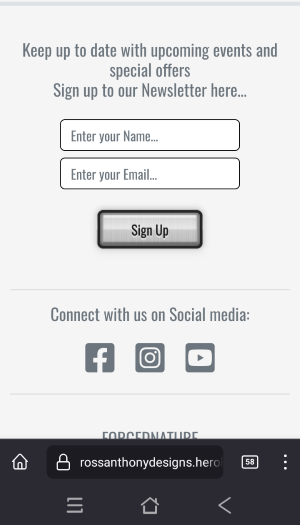 Keep up to date with upcoming events and
special offers
Sign up to our Newsletter here...
Enter your Name...
Enter your Email...
Sign Up
Connect with us on Social media:
FORGEDNATURE
rossanthonydesigns.hero
58